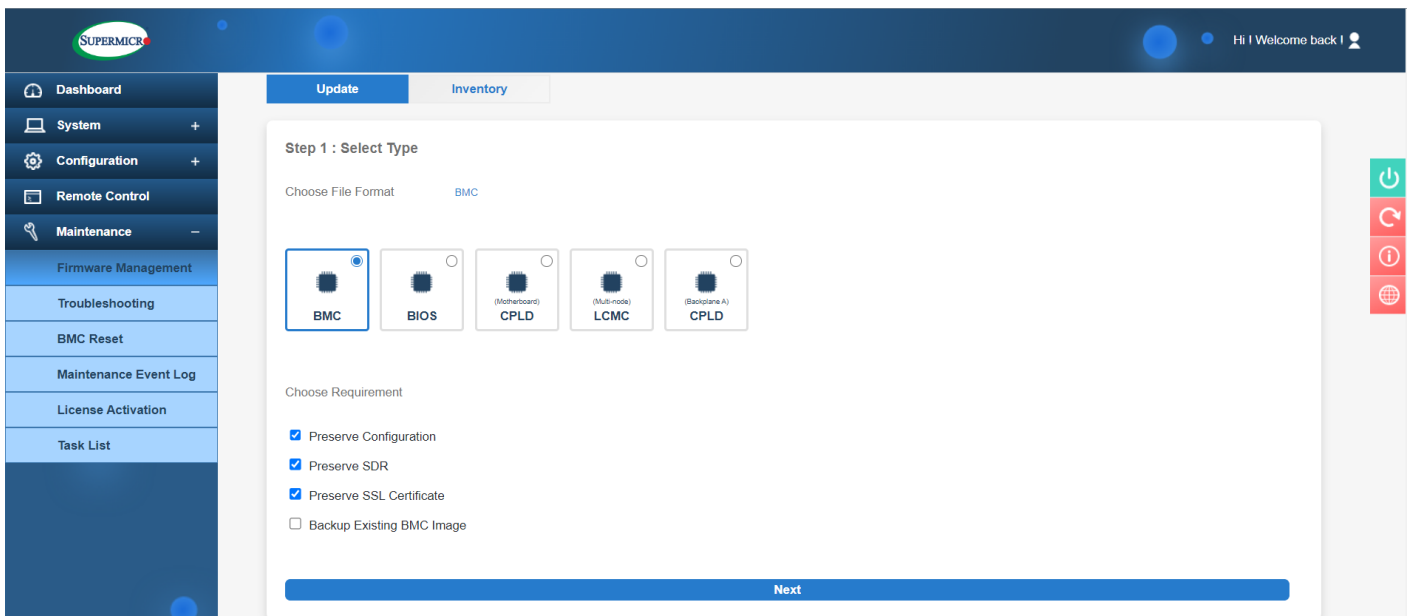 SUPERMICR
Hi ! Welcome back !
Dashboard
System +
Configuration +
Remote Control
Maintenance −
Firmware Management
Troubleshooting
BMC Reset
Maintenance Event Log
License Activation
Task List
Update Inventory
Step 1 : Select Type
Choose File Format BMC
(Motherboard) (Multi-node) (Backplane A)
BMC BIOS CPLD LCMC CPLD
Choose Requirement
Preserve Configuration
Preserve SDR
Preserve SSL Certificate
Backup Existing BMC Image
Next